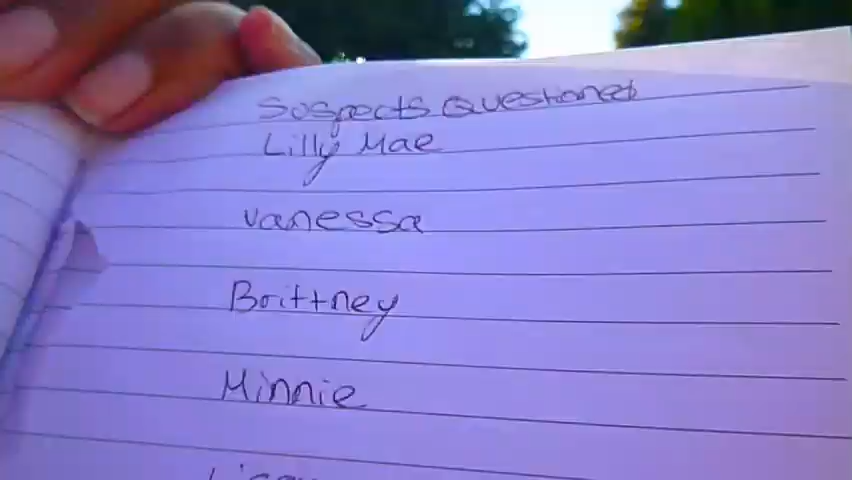 Suspects Questioned
Lilly Mae
vanessa
Brittney
Minnie